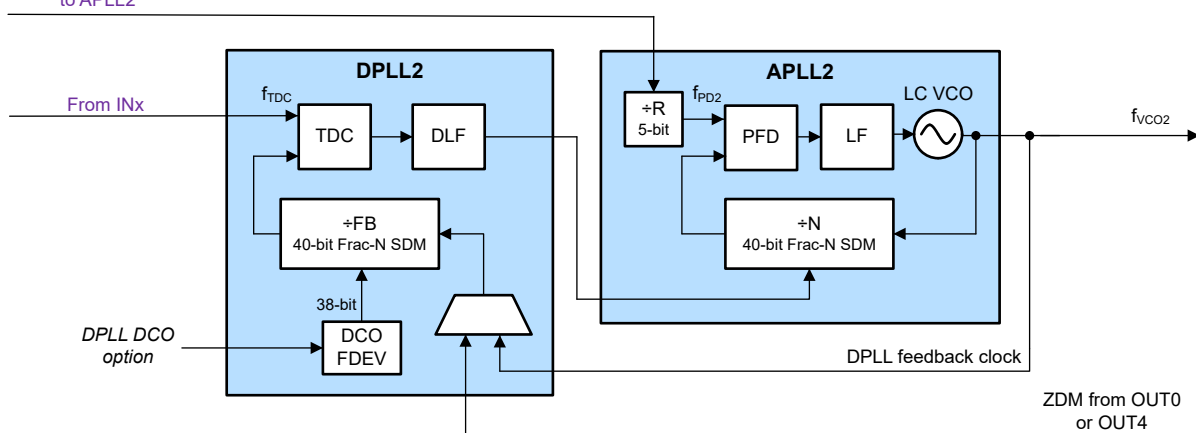 to APLL2
DPLL2
APLL2
From INx
fTDC
TDC
DLF
÷R
5-bit
fPD2
PFD
LF
LC VCO
fVCO2
÷FB
40-bit Frac-N SDM
÷N
40-bit Frac-N SDM
38-bit
DPLL DCO
option
DCO
FDEV
DPLL feedback clock
ZDM from OUT0
or OUT4